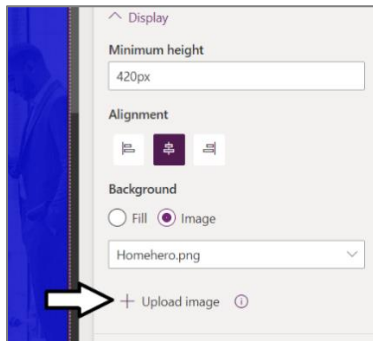 Display
Minimum height
420px
Alignment
Background
Fill Image
Homehero.png
+ Upload image